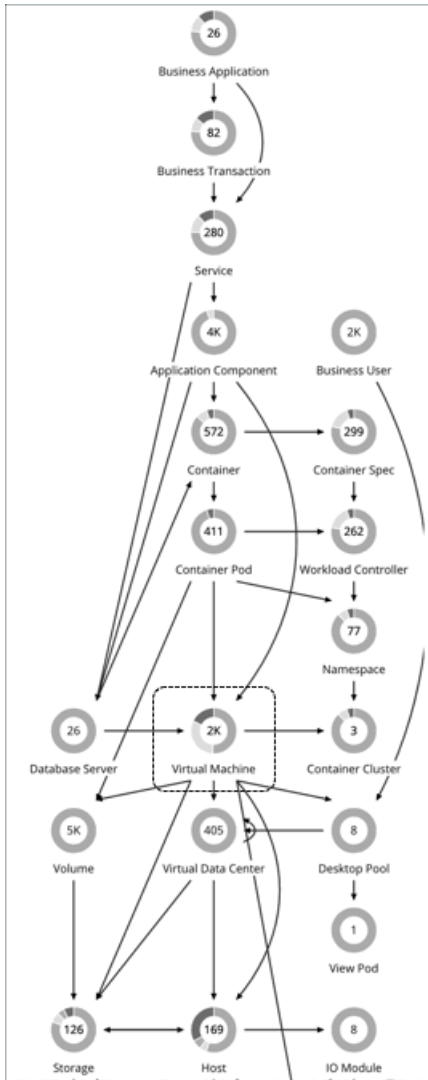 26
Business Application
82
Business Transaction
280
Service
4K
2K
Application Component
Business User
572
299
Container
Container Spec
411
262
Container Pod
Workload Controller
77
Namespace
26
2K
3
Database Server
Virtual Machine
Container Cluster
5K
405
8
Volume
Virtual Data Center
Desktop Pool
1
View Pod
126
169
8
Storage
Host
IO Module